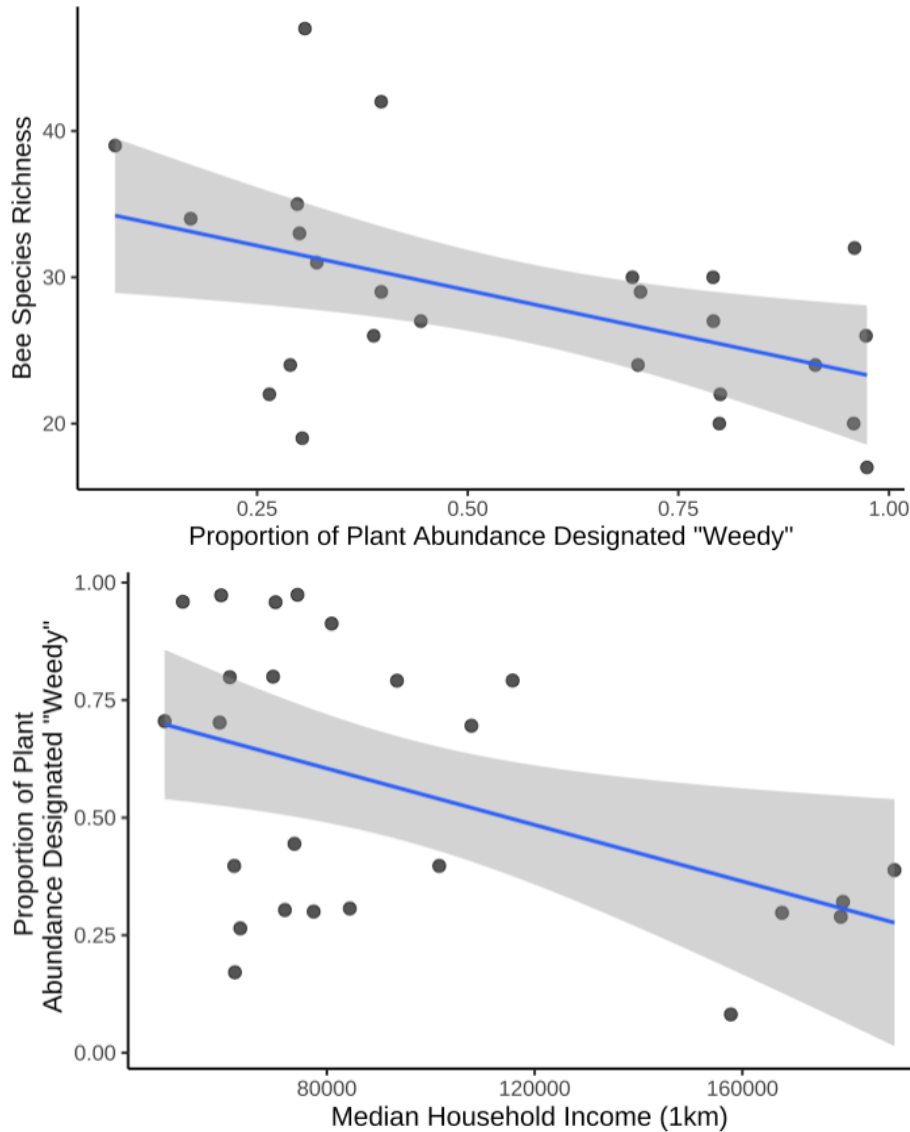 Bee Species Richness
40
30
20
0.25 0.50 0.75 1.00
Proportion of Plant Abundance Designated "Weedy"
Proportion of Plant
Abundance Designated "Weedy"
1.00
0.75
0.50
0.25
0.00
80000 120000 160000
Median Household Income (1km)